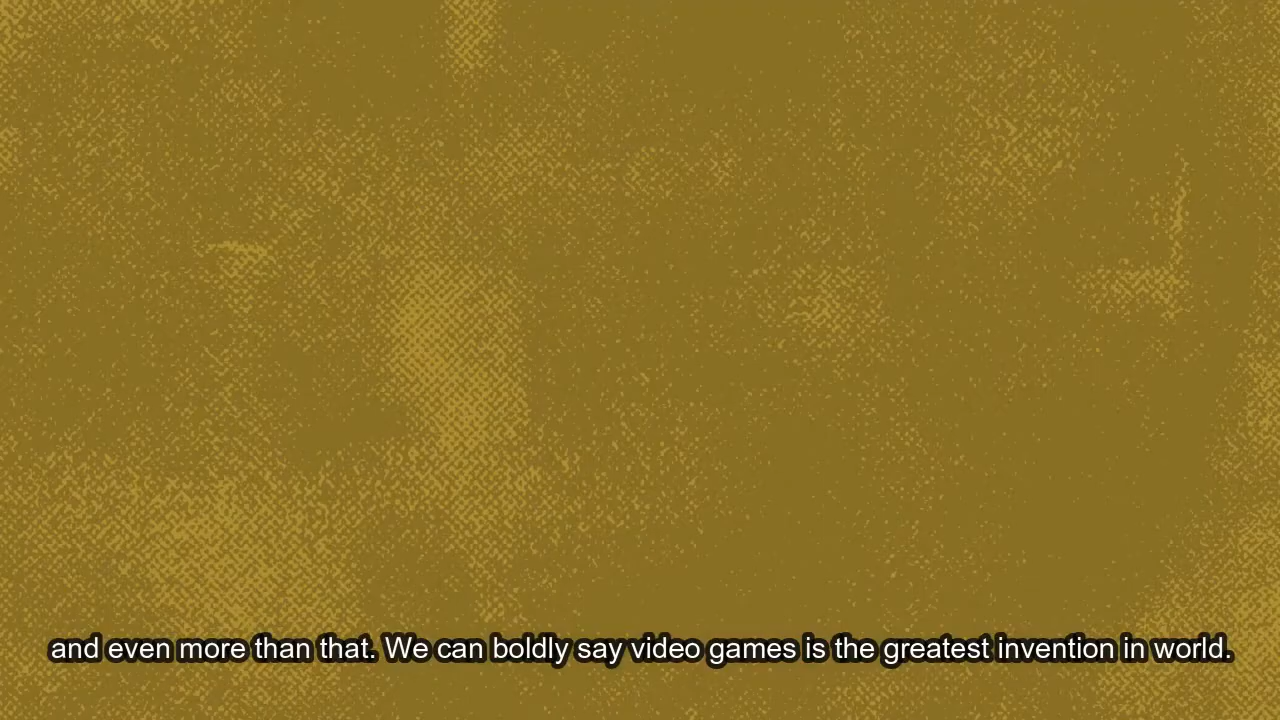 and even more than that. We can boldly say video games is the greatest invention in world.